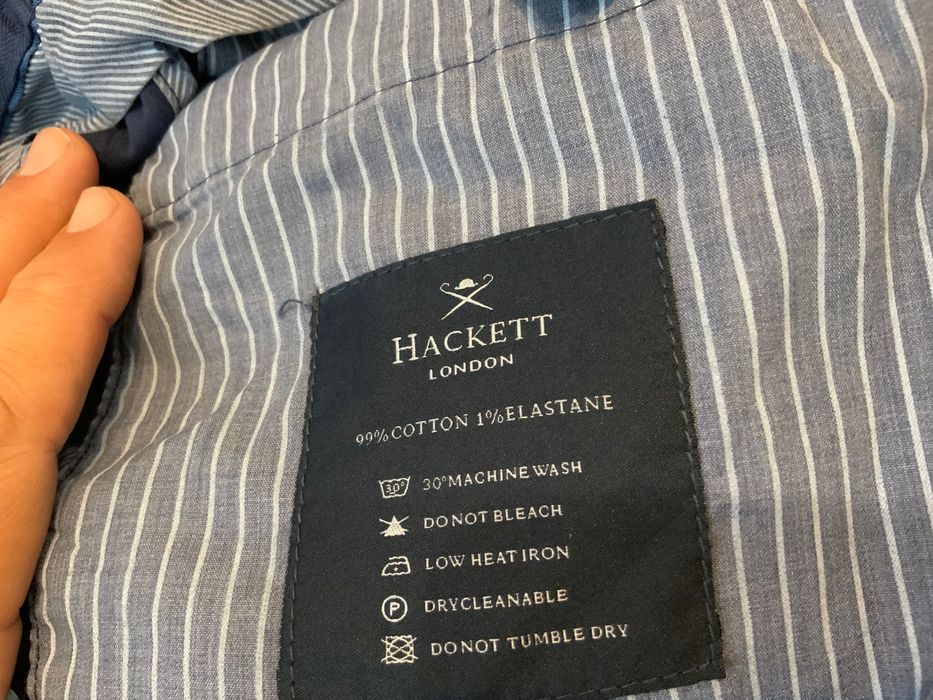 HACKETT
LONDON
99% COTTON 1% ELASTANE
30° 30° MACHINE WASH
DO NOT BLEACH
LOW HEAT IRON
P DRYCLEANABLE
DO NOT TUMBLE DRY